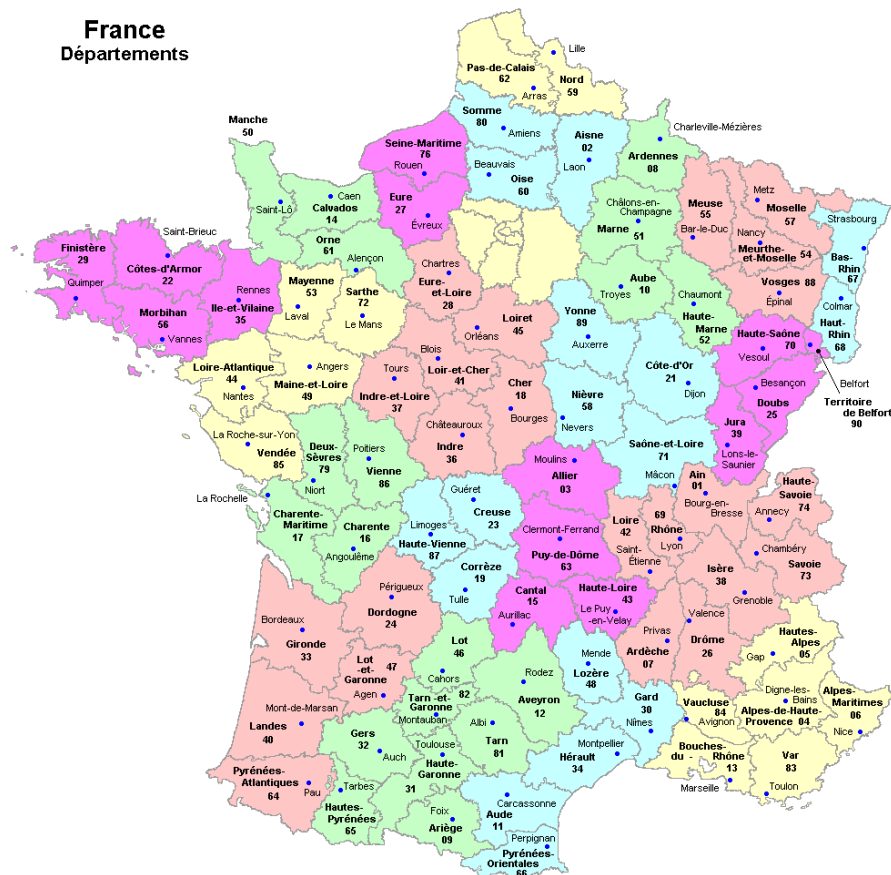 France
Départements
Lille
Pas-de-Calais
62
Nord
59
Arras
Somme
80
Amiens
Aisne
02
Laon
Charleville-Mézières
Ardennes
08
Manche
50
Seine-Maritime
76
Rouen
Beauvais
Oise
60
Eure
27
Évreux
Saint-Lô
Caen
Calvados
14
Orne
61
Alençon
Châlons-en-
Champagne
Marne
51
Meuse
55
Bar-le-Duc
Metz
Moselle
57
Nancy
Meurthe-
et-Moselle
54
Strasbourg
Bas-
Rhin
67
Saint-Brieuc
Finistère
29
Quimper
Côtes-d'Armor
22
Morbihan
56
Vannes
Rennes
Ile-et-Vilaine
35
Mayenne
53
Laval
Sarthe
72
Le Mans
Chartres
Eure-
et-Loire
28
Aube
10
Troyes
Chaumont
Haute-
Marne
52
Vosges 88
Épinal
Colmar
Haut-
Rhin
68
Loiret
45
Orléans
Yonne
89
Auxerre
Haute-Saône
70
Vesoul
Belfort
Territoire
de Belfort
90
Loire-Atlantique
44
Nantes
Angers
Maine-et-Loire
49
Blois
Loir-et-Cher
41
Tours
Indre-et-Loire
37
Cher
18
Bourges
Nièvre
58
Nevers
Côte-d'Or
21
Dijon
Besançon
Doubs
25
Jura
39
Lons-le-
Saunier
La Roche-sur-Yon
Vendée
85
Deux-
Sèvres
79
Niort
Poitiers
Vienne
86
Châteauroux
Indre
36
Moulins
Allier
03
Saône-et-Loire
71
Mâcon
Ain
01
Bourg-en-
Bresse
Haute-
Savoie
74
Annecy
La Rochelle
Charente-
Maritime
17
Charente
16
Angoulême
Limoges
Haute-Vienne
87
Guéret
Creuse
23
Clermont-Ferrand
Puy-de-Dôme
63
Loire
42
Saint-
Étienne
69
Rhône
Lyon
Isère
38
Grenoble
Chambéry
Savoie
73
Corrèze
19
Tulle
Périgueux
Dordogne
24
Cantal
15
Aurillac
Haute-Loire
43
Le Puy
-en-Velay
Privas
Ardèche
07
Valence
Drôme
26
Hautes-
Alpes
05
Gap
Bordeaux
Gironde
33
Lot
-et-
Garonne
47
Agen
Lot
46
Cahors
Tarn -et-
Garonne
82
Montauban
Rodez
Aveyron
12
Mende
Lozère
48
Gard
30
Nîmes
Vaucluse
84
Avignon
Digne-les-
Bains
Alpes-de-Haute-
Provence 04
Alpes-
Maritimes
06
Nice
Mont-de-Marsan
Landes
40
Gers
32
Auch
Toulouse
Haute-
Garonne
31
Albi
Tarn
81
Montpellier
Hérault
34
Bouches-
du - Rhône
13
Marseille
Var
83
Toulon
Pyrénées-
Atlantiques
64
Pau
Tarbes
Hautes-
Pyrénées
65
Foix
Ariège
09
Carcassonne
Aude
11
Perpignan
Pyrénées-
Orientales
66